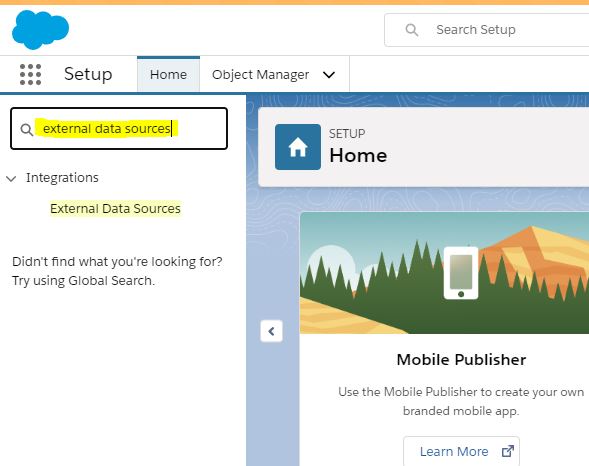 Search Setup
Setup
Home
Object Manager
external data sources
Integrations
External Data Sources
Didn't find what you're looking for?
Try using Global Search.
SETUP
Home
Mobile Publisher
Use the Mobile Publisher to create your own
branded mobile app.
Learn More